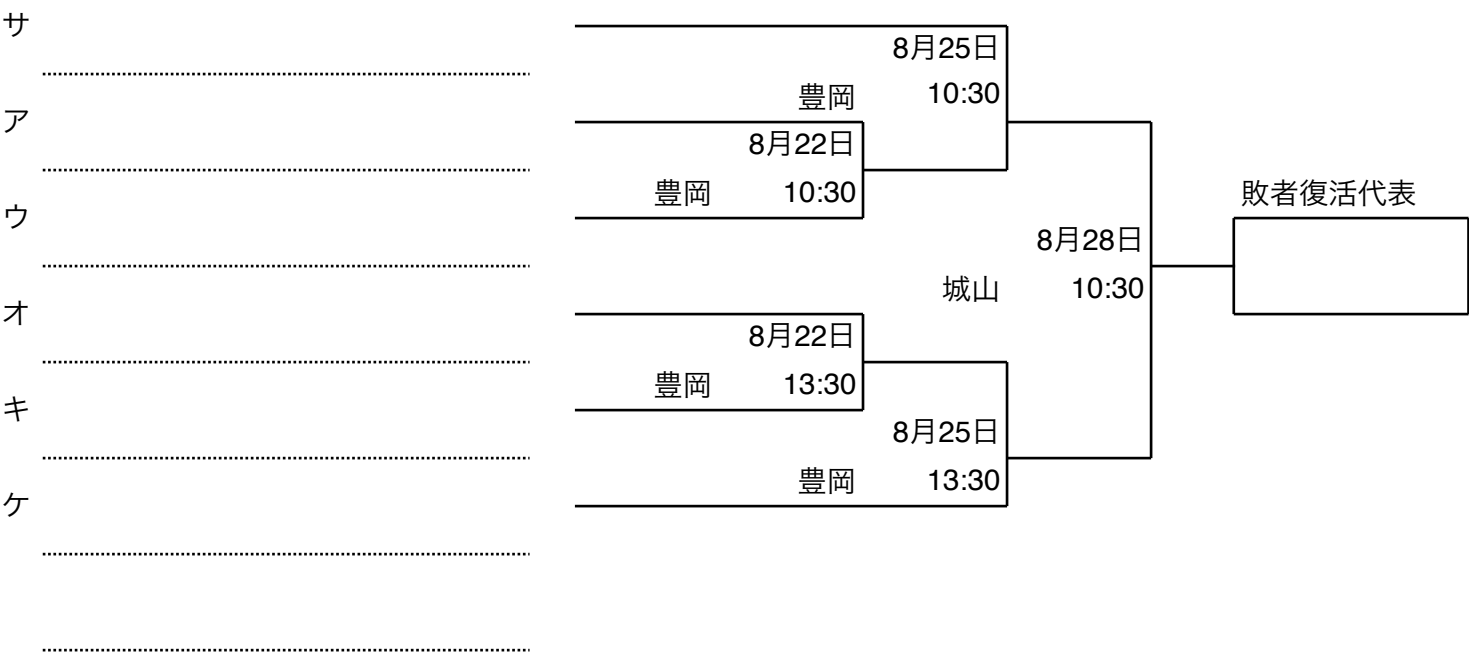 サ
8月25日
豊岡 10:30
ア
8月22日
豊岡 10:30
敗者復活代表
ウ
8月28日
城山 10:30
オ
8月22日
豊岡 13:30
キ
8月25日
豊岡 13:30
ケ